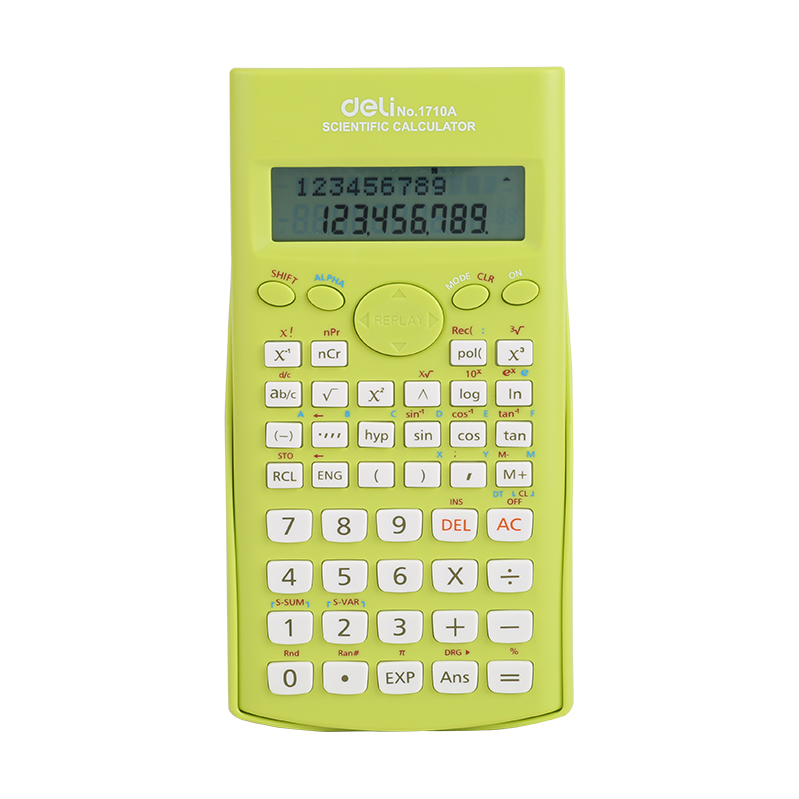 deli No.1710A
SCIENTIFIC CALCULATOR
123456789
123,456,789.
SHIFT ALPHA MODE CLR ON
REPLAY
x! nPr Rec( : ³√
x⁻¹ nCr pol( x³
d/c x√ 10ˣ eˣ e
ab/c √ x² ∧ log ln
A ← B C sin⁻¹ D cos⁻¹ E tan⁻¹ F
(−) ·,,, hyp sin cos tan
STO ← X ; Y M- M
RCL ENG ( ) , M+
DT CL
INS OFF
7 8 9 DEL AC
4 5 6 X ÷
S-SUM S-VAR
1 2 3 + −
Rnd Ran# π DRG ▶ %
0 • EXP Ans =